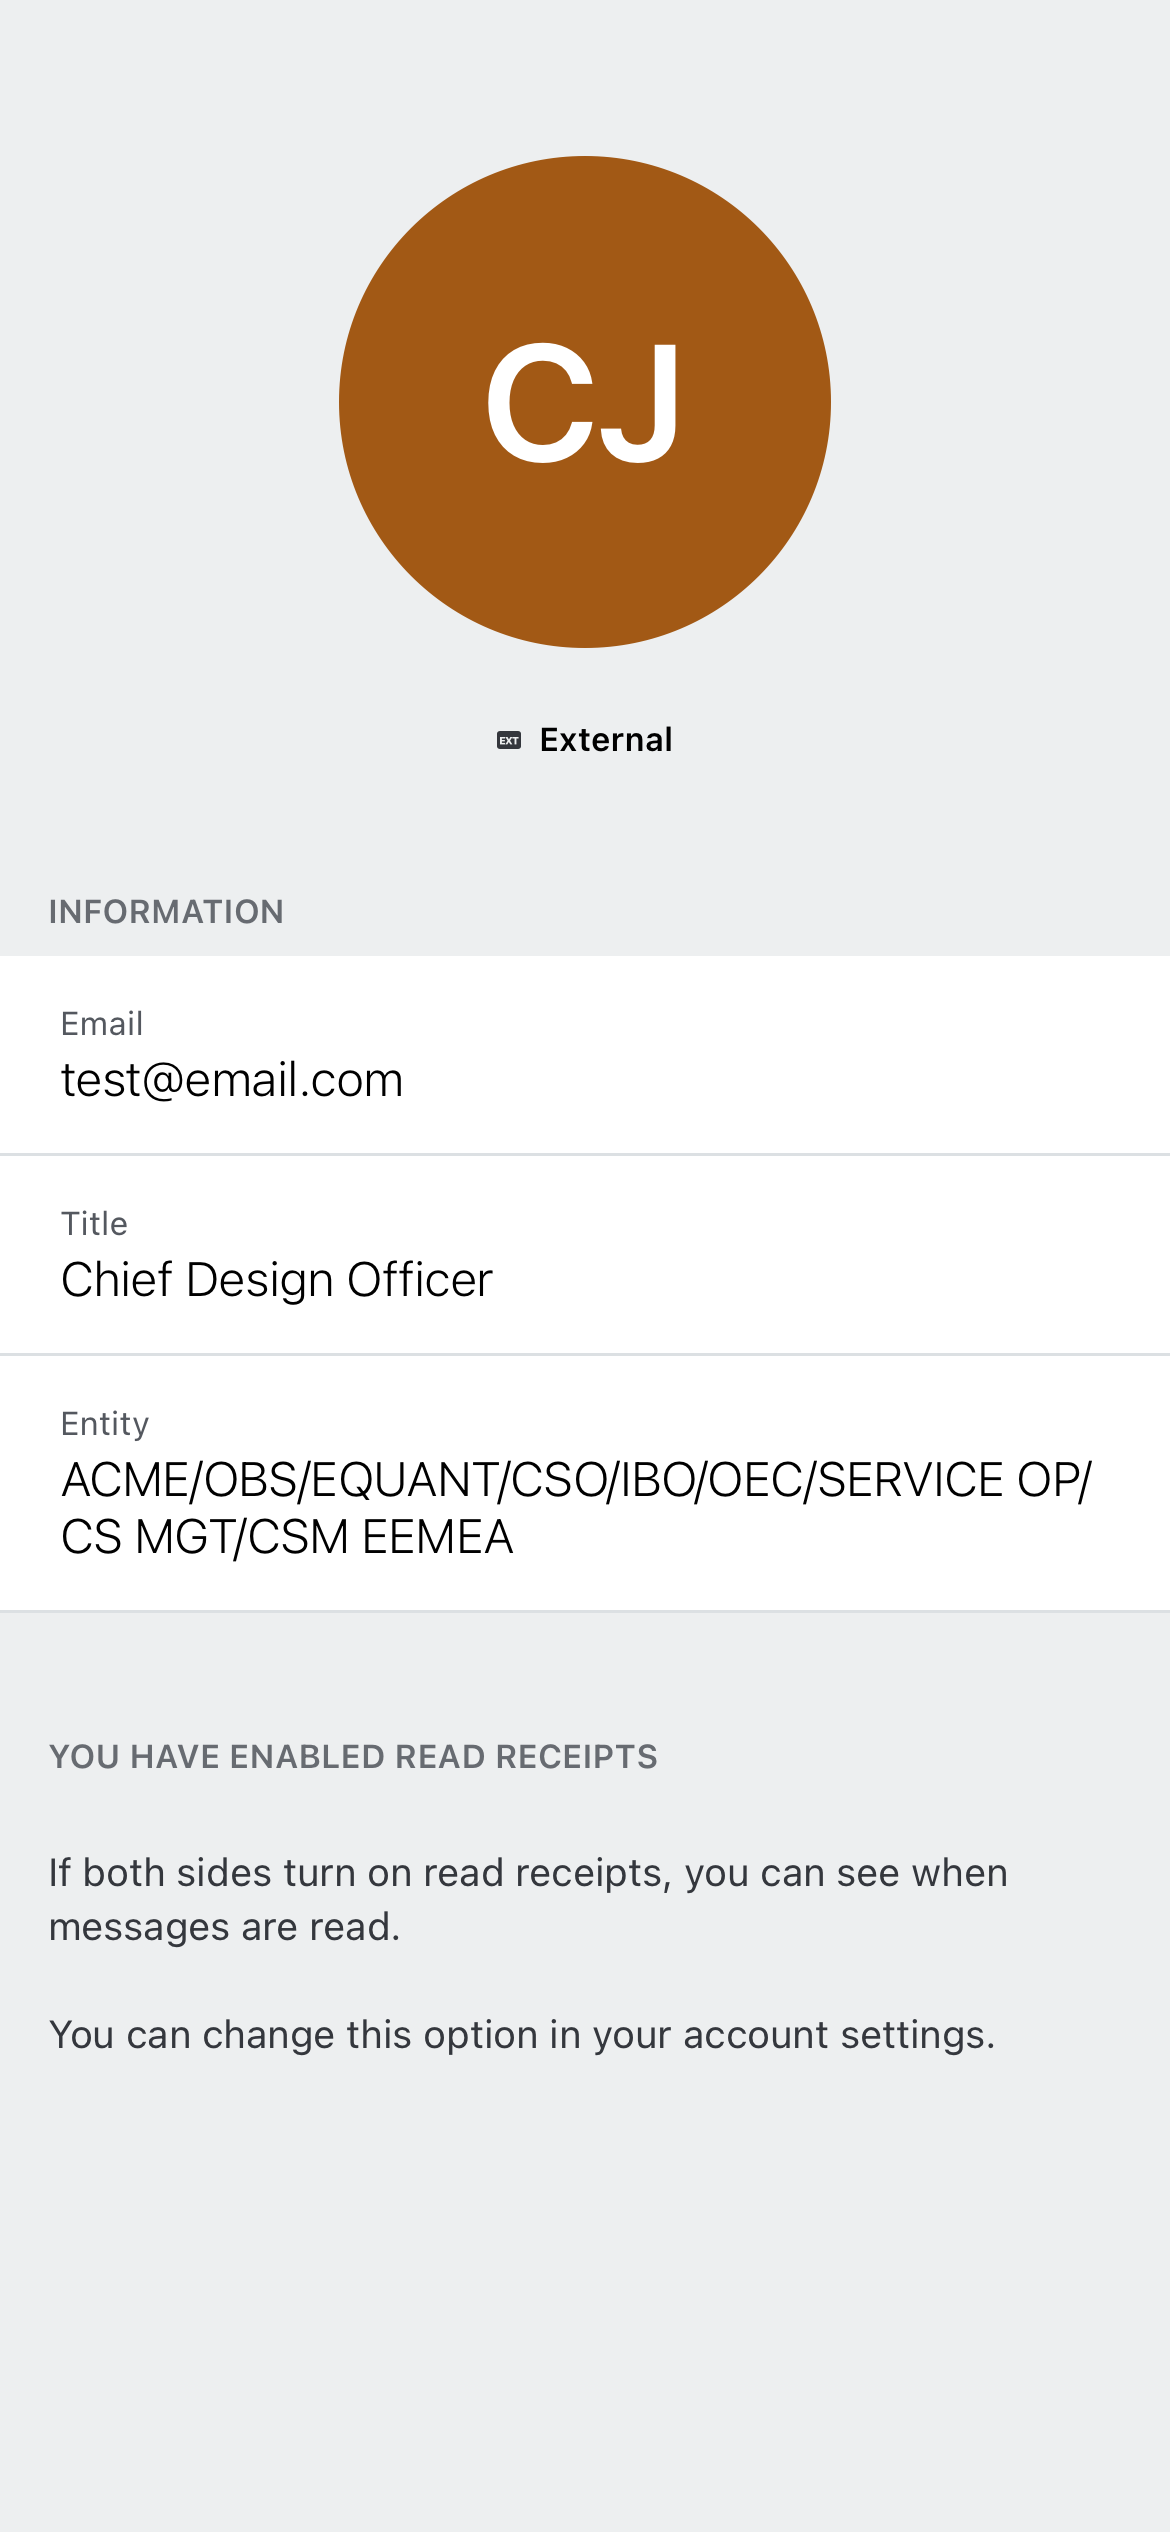 CJ
EXT External
INFORMATION
Email
test@email.com
Title
Chief Design Officer
Entity
ACME/OBS/EQUANT/CSO/IBO/OEC/SERVICE OP/
CS MGT/CSM EEMEA
YOU HAVE ENABLED READ RECEIPTS
If both sides turn on read receipts, you can see when
messages are read.
You can change this option in your account settings.